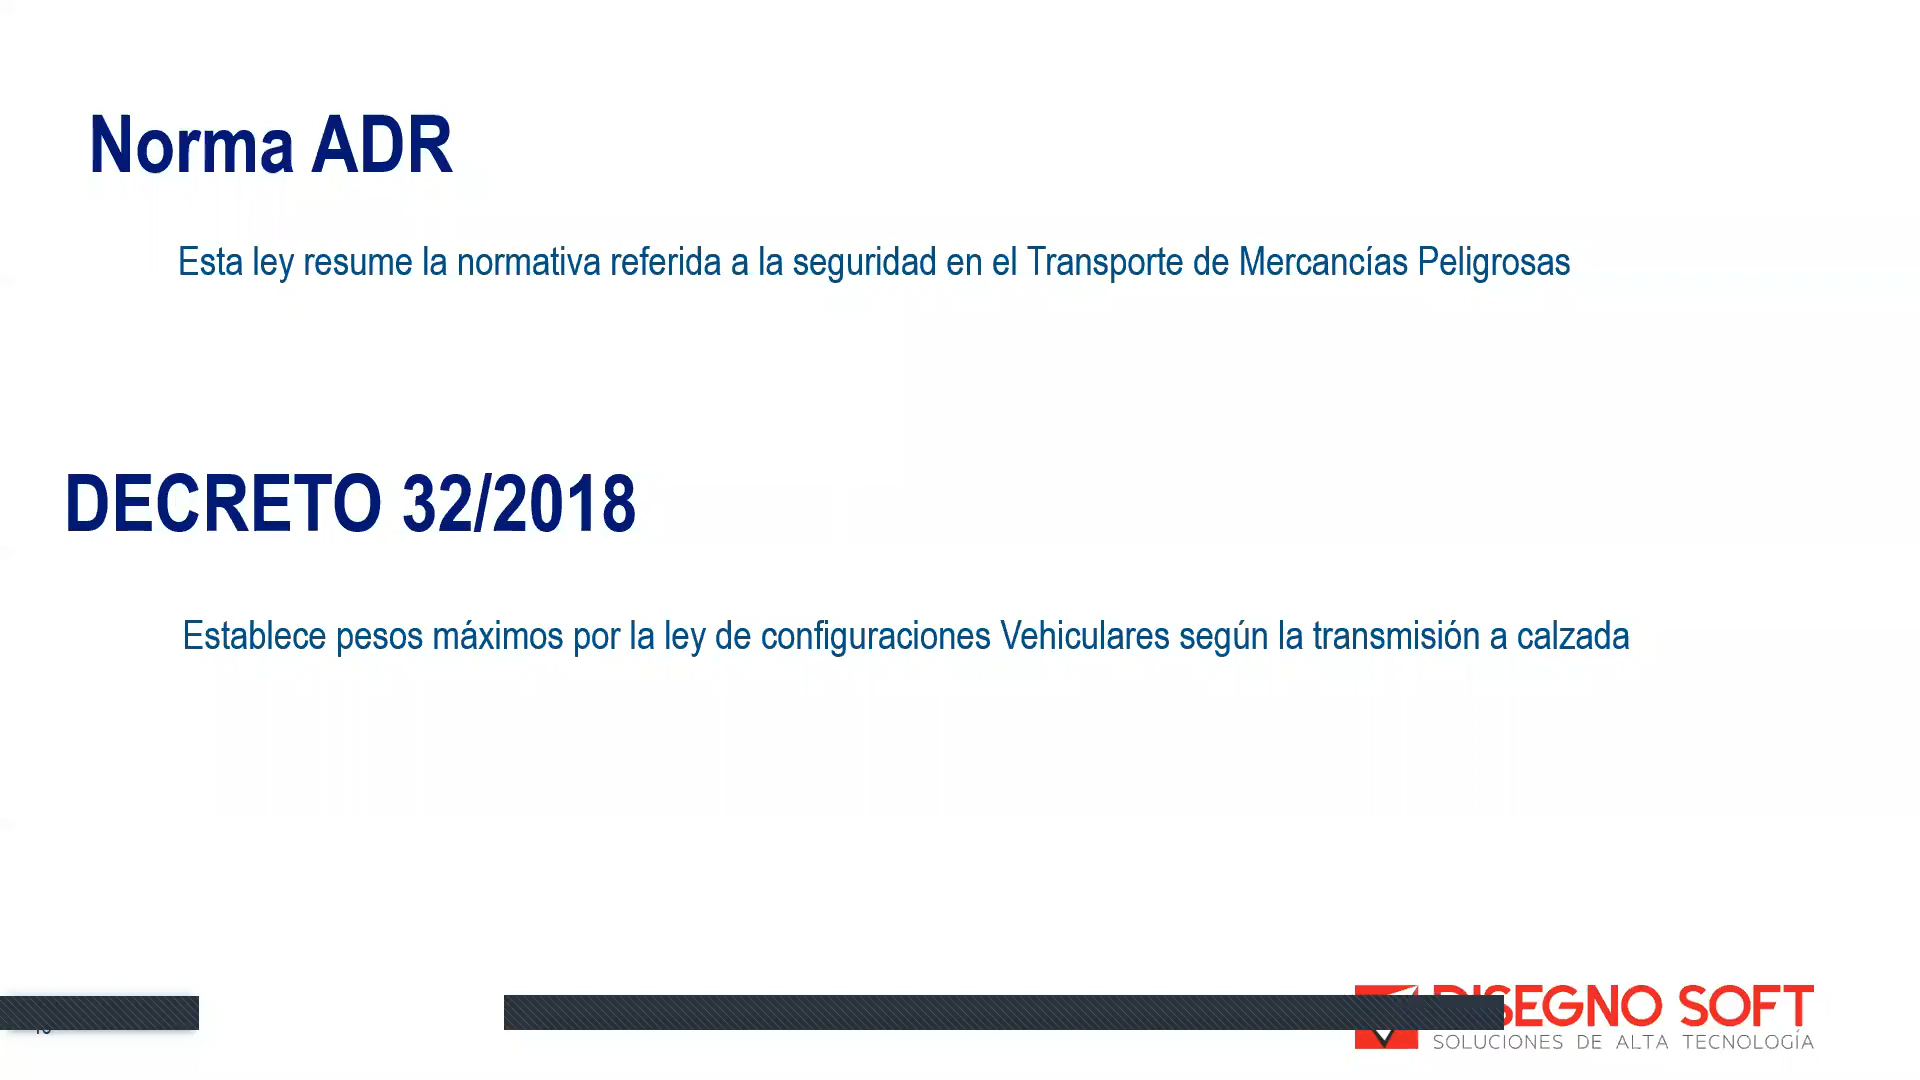 Norma ADR
Esta ley resume la normativa referida a la seguridad en el Transporte de Mercancías Peligrosas
DECRETO 32/2018
Establece pesos máximos por la ley de configuraciones Vehiculares según la transmisión a calzada
DISEGNO SOFT
SOLUCIONES DE ALTA TECNOLOGÍA